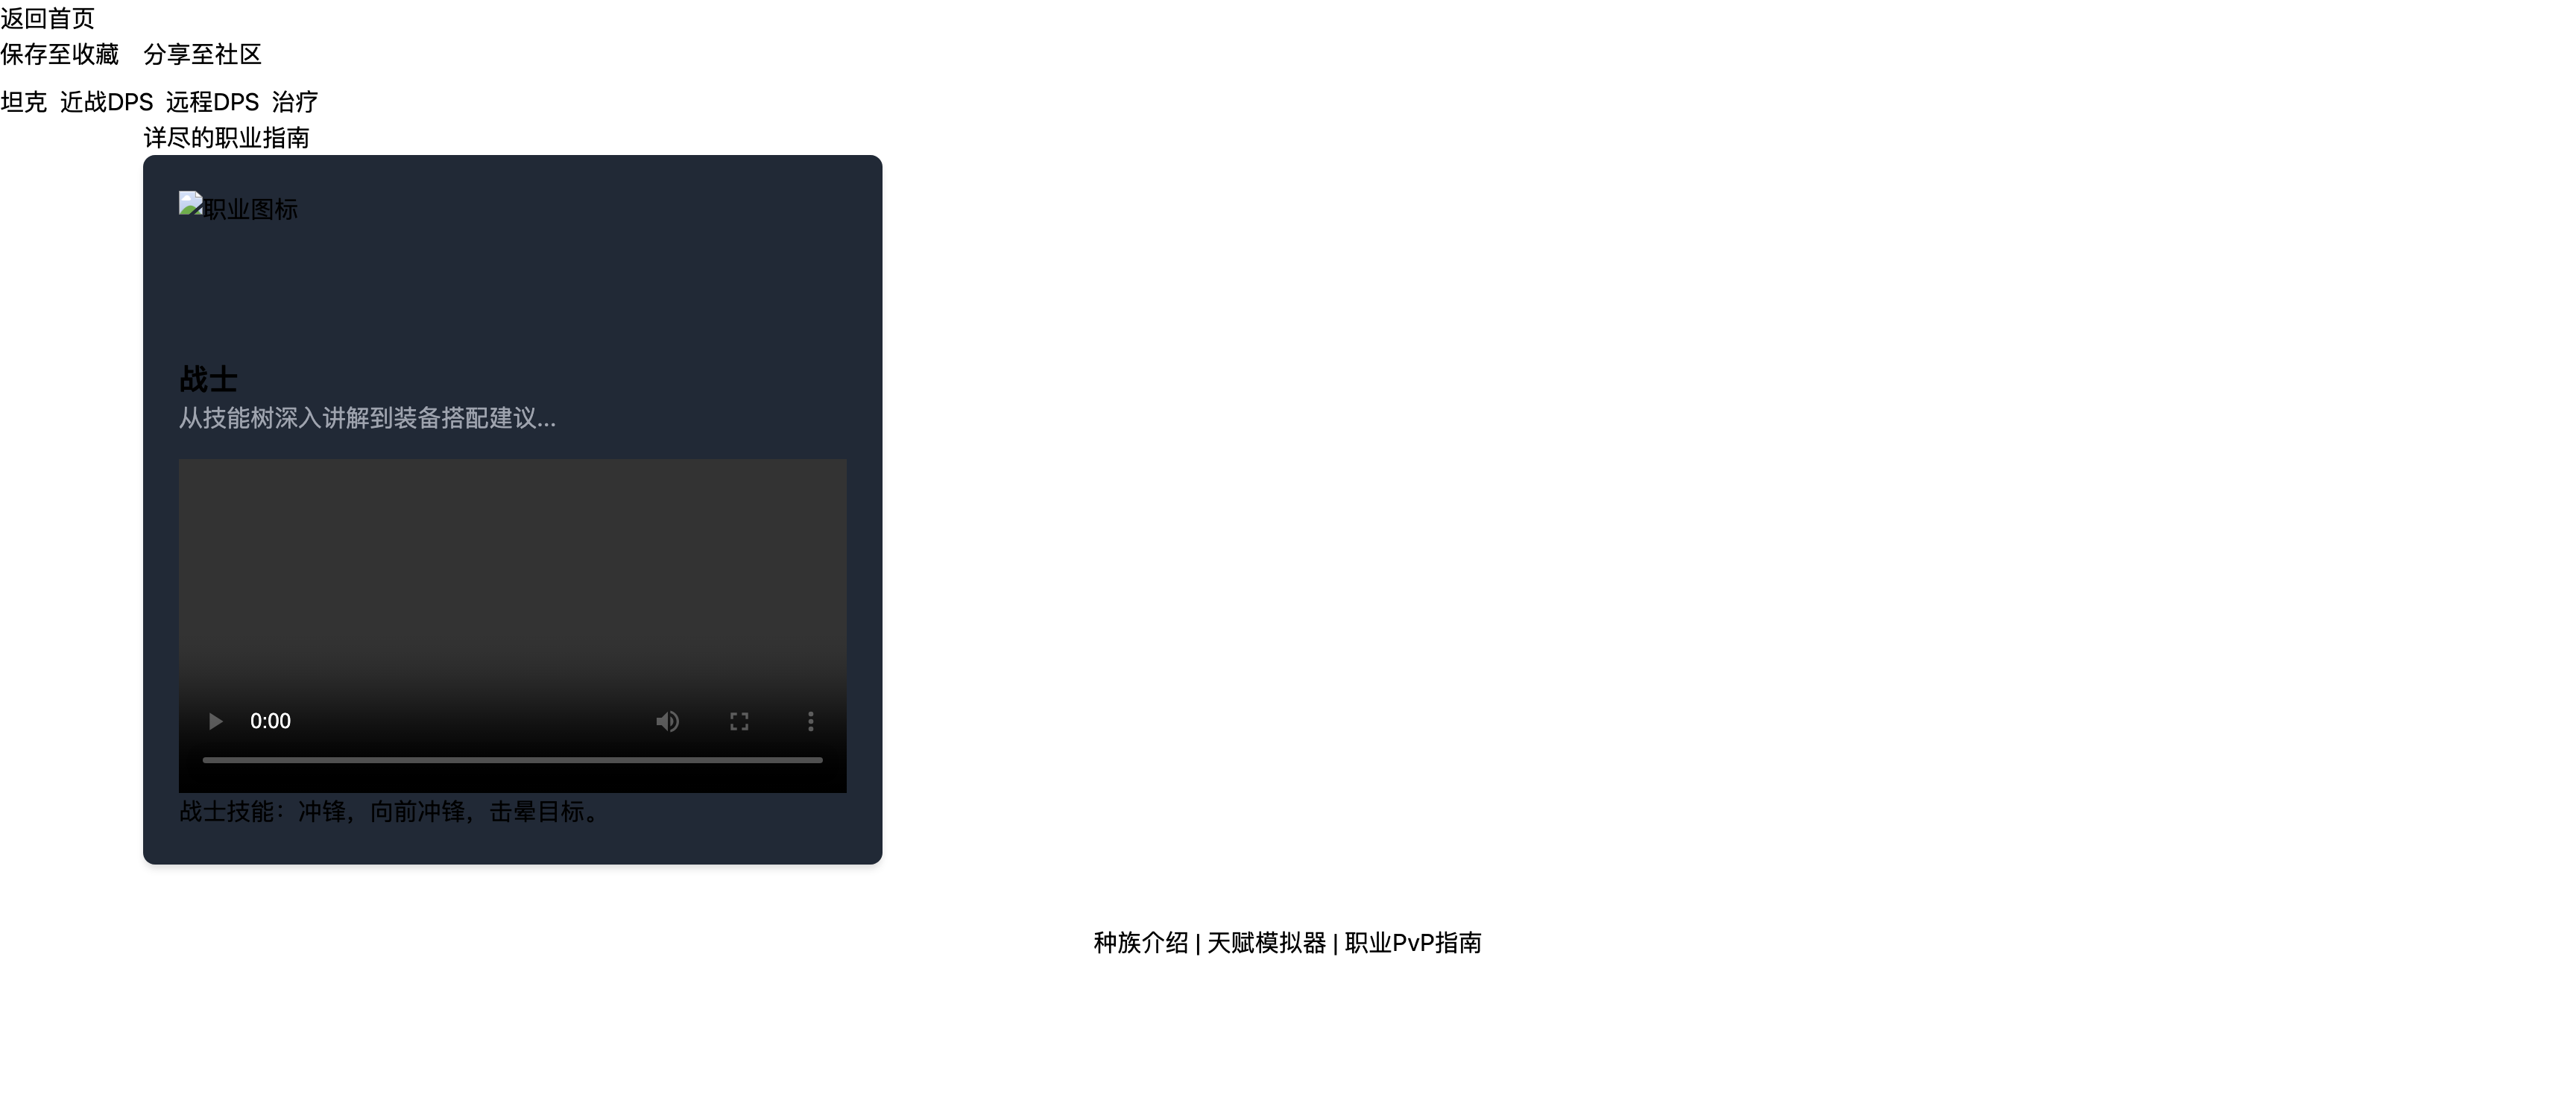 返回首页
保存至收藏 分享至社区
坦克 近战DPS 远程DPS 治疗
详尽的职业指南
职业图标
战士
从技能树深入讲解到装备搭配建议...
0:00
战士技能：冲锋，向前冲锋，击晕目标。
种族介绍 | 天赋模拟器 | 职业PvP指南